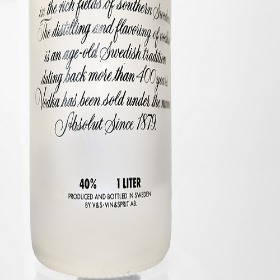 the rich fields of southern
The distilling and flavoring of
is an age-old Swedish tradition
dating back more than 400 years.
Vodka has been sold under the name
Absolut Since 1879.
40% 1 LITER
PRODUCED AND BOTTLED IN SWEDEN
BY V&S VIN&SPRIT AB.